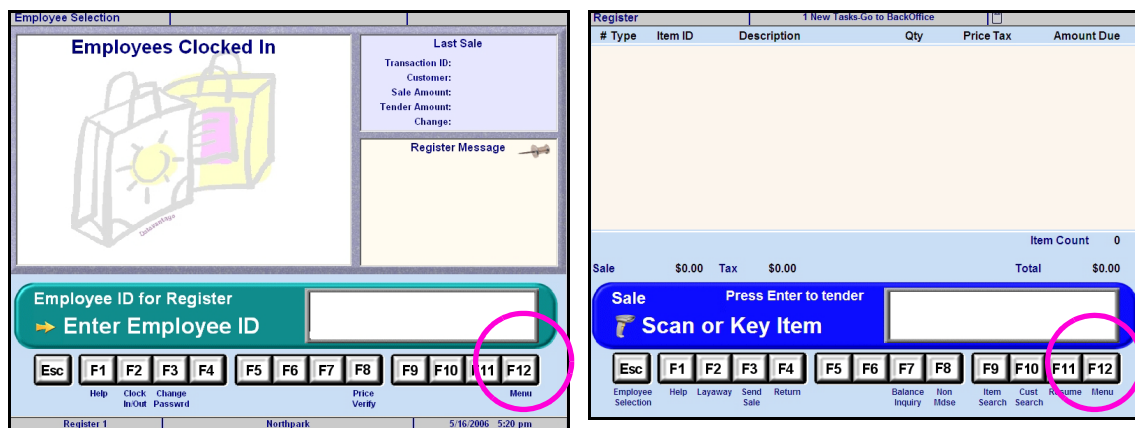 Employee Selection
Employees Clocked In
Last Sale
Transaction ID:
Customer:
Sale Amount:
Tender Amount:
Change:
Register Message
Employee ID for Register
Enter Employee ID
Esc F1 F2 F3 F4 F5 F6 F7 F8 F9 F10 F11 F12
Help Clock In/Out Change Passwrd Price Verify Menu
Register 1 Northpark 5/16/2006 5:20 pm
Register 1 New Tasks-Go to BackOffice
# Type Item ID Description Qty Price Tax Amount Due
Item Count 0
Sale $0.00 Tax $0.00 Total $0.00
Sale Press Enter to tender
Scan or Key Item
Esc F1 F2 F3 F4 F5 F6 F7 F8 F9 F10 F11 F12
Employee Selection Help Layaway Send Sale Return Balance Inquiry Non Mdse Item Search Cust Search Resume Menu